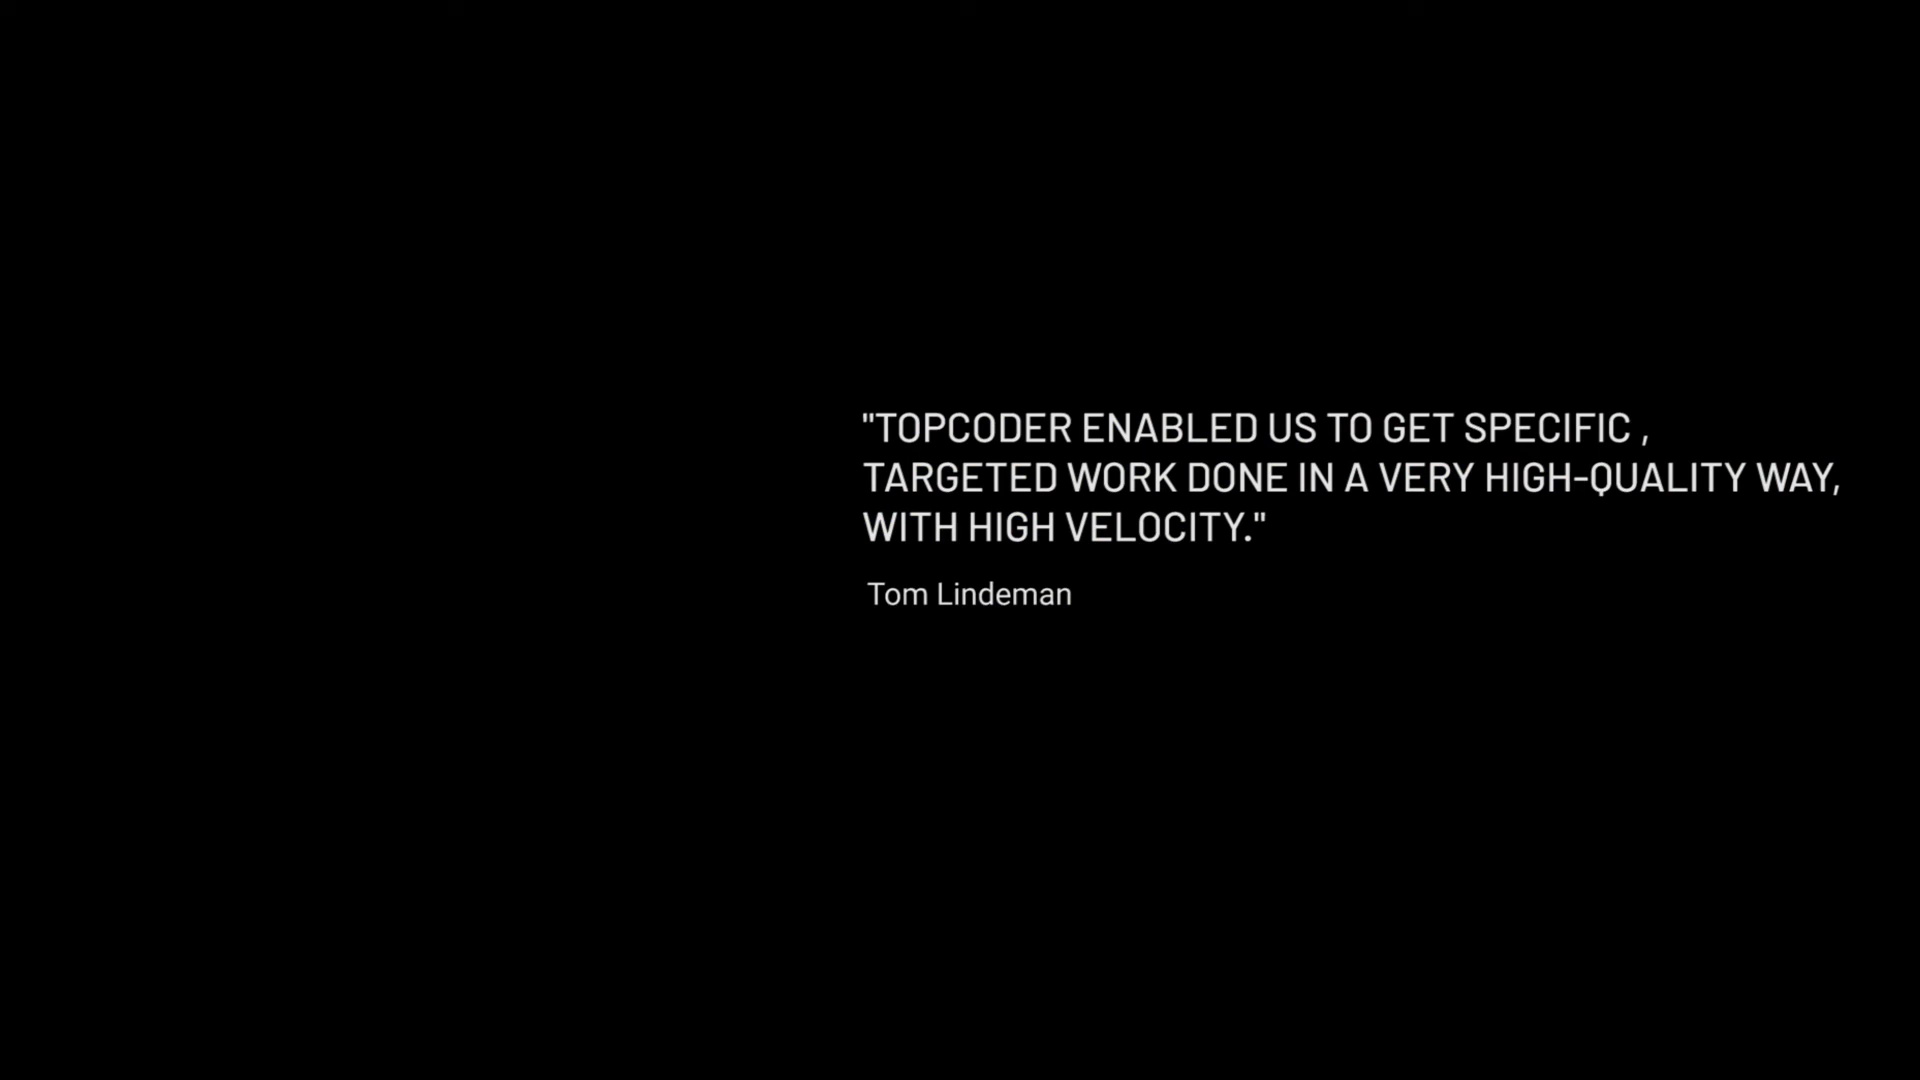 "TOPCODER ENABLED US TO GET SPECIFIC ,
TARGETED WORK DONE IN A VERY HIGH-QUALITY WAY,
WITH HIGH VELOCITY."
Tom Lindeman